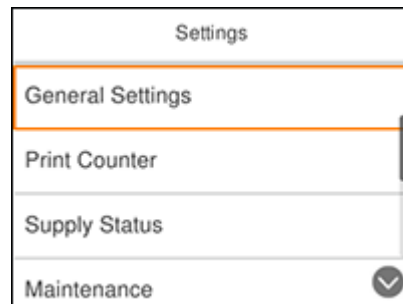 Settings
General Settings
Print Counter
Supply Status
Maintenance